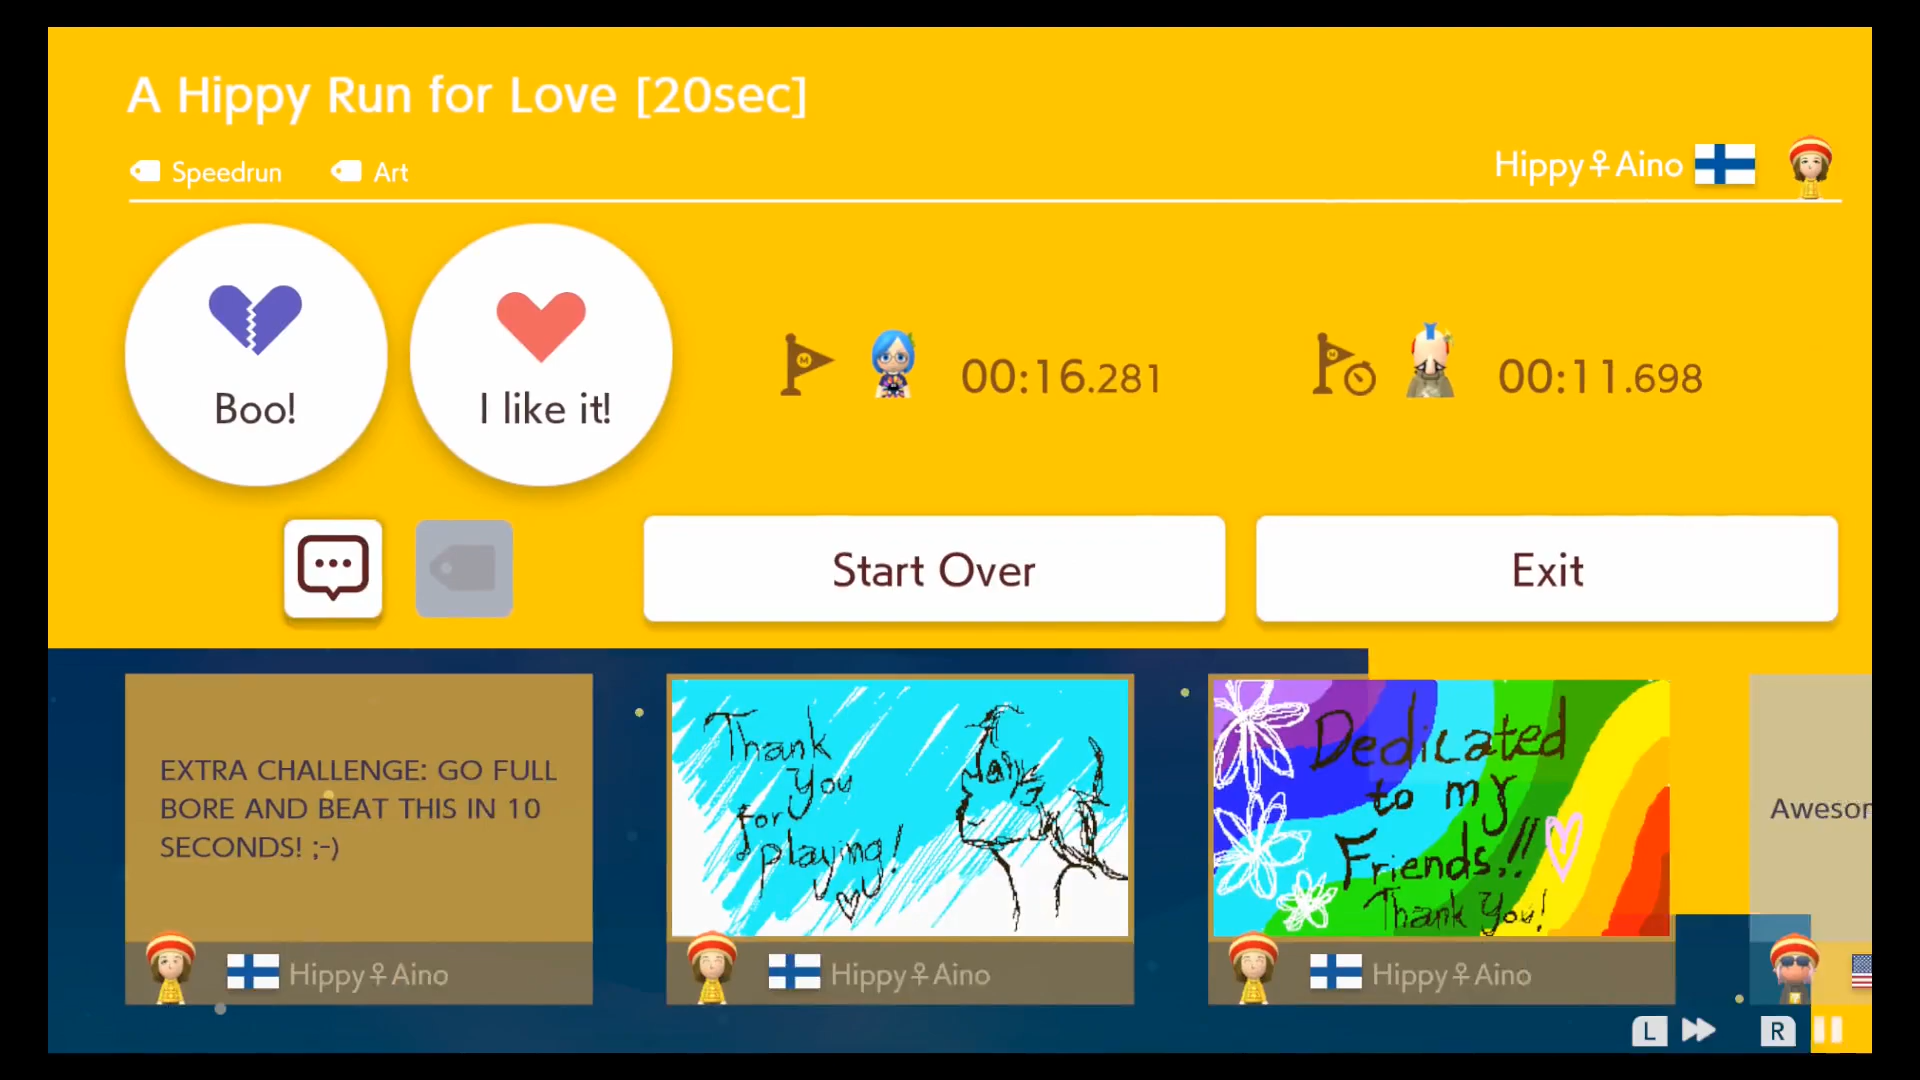 A Hippy Run for Love [20sec]
Speedrun Art
Hippy♀Aino
Boo!
I like it!
M
00:16.281
M
00:11.698
Start Over
Exit
EXTRA CHALLENGE: GO FULL
BORE AND BEAT THIS IN 10
SECONDS! ;-)
Hippy♀Aino
Thank
you
for
playing!
Hippy♀Aino
Dedicated
to my
Friends!!
Thank you!
Hippy♀Aino
Awesom
L
R